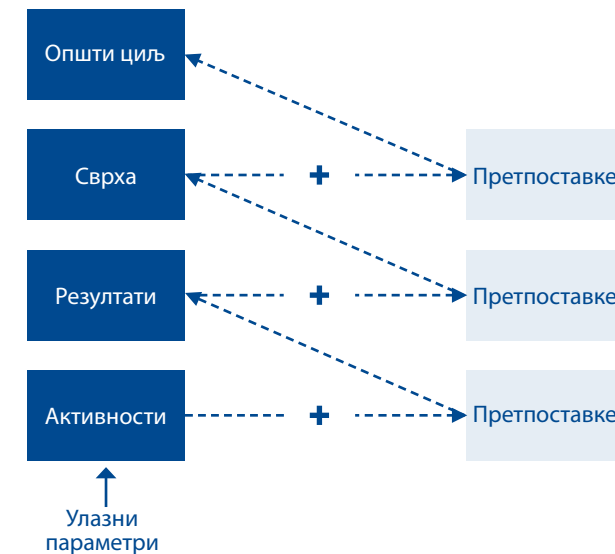 Општи циљ
Сврха
+
Претпоставке
Резултати
+
Претпоставке
Активности
+
Претпоставке
Улазни
параметри